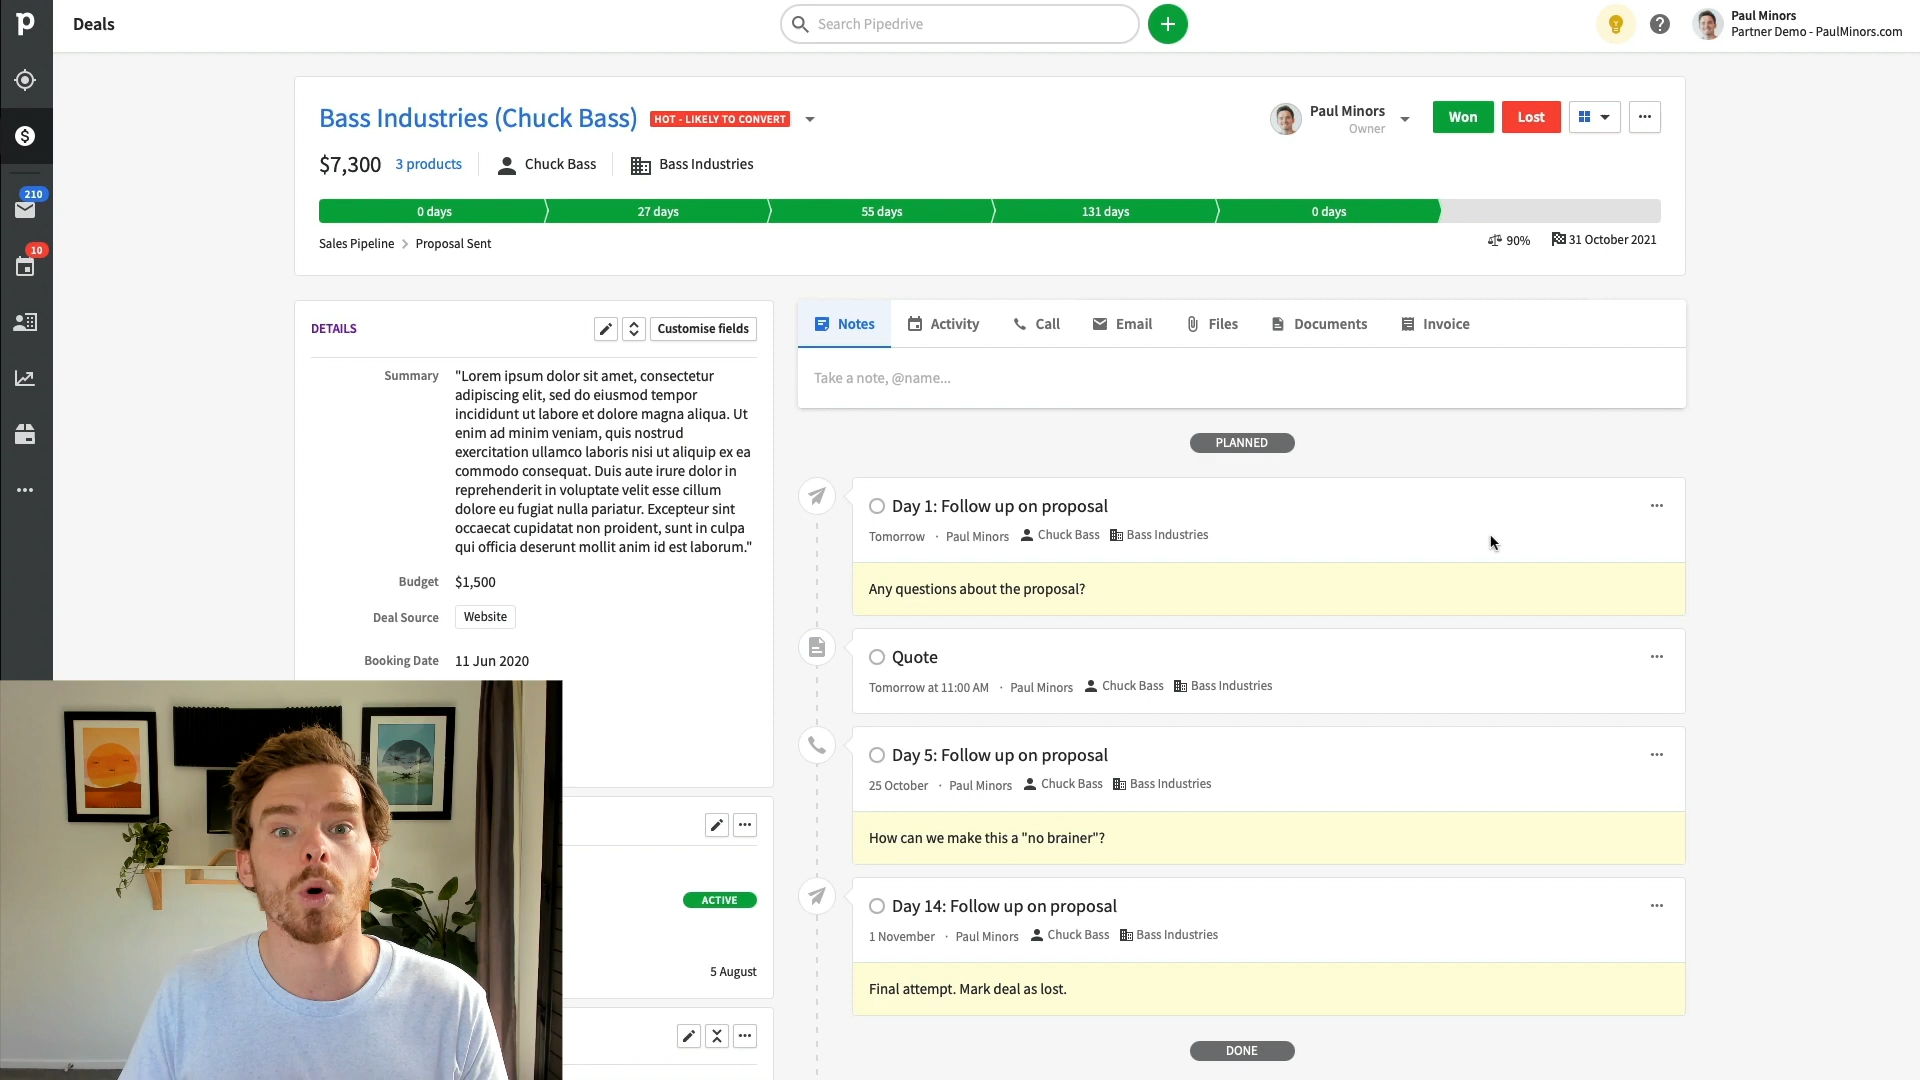 p
Deals
Search Pipedrive
Paul Minors
Partner Demo - PaulMinors.com
Bass Industries (Chuck Bass)
HOT - LIKELY TO CONVERT
Paul Minors
Owner
Won
Lost
$7,300
3 products
Chuck Bass
Bass Industries
0 days
27 days
55 days
131 days
0 days
Sales Pipeline
Proposal Sent
90%
31 October 2021
210
10
DETAILS
Customise fields
Summary
"Lorem ipsum dolor sit amet, consectetur
adipiscing elit, sed do eiusmod tempor
incididunt ut labore et dolore magna aliqua. Ut
enim ad minim veniam, quis nostrud
exercitation ullamco laboris nisi ut aliquip ex ea
commodo consequat. Duis aute irure dolor in
reprehenderit in voluptate velit esse cillum
dolore eu fugiat nulla pariatur. Excepteur sint
occaecat cupidatat non proident, sunt in culpa
qui officia deserunt mollit anim id est laborum."
Budget
$1,500
Deal Source
Website
Booking Date
11 Jun 2020
ACTIVE
5 August
Notes
Activity
Call
Email
Files
Documents
Invoice
Take a note, @name...
PLANNED
Day 1: Follow up on proposal
Tomorrow · Paul Minors Chuck Bass Bass Industries
Any questions about the proposal?
Quote
Tomorrow at 11:00 AM · Paul Minors Chuck Bass Bass Industries
Day 5: Follow up on proposal
25 October · Paul Minors Chuck Bass Bass Industries
How can we make this a "no brainer"?
Day 14: Follow up on proposal
1 November · Paul Minors Chuck Bass Bass Industries
Final attempt. Mark deal as lost.
DONE